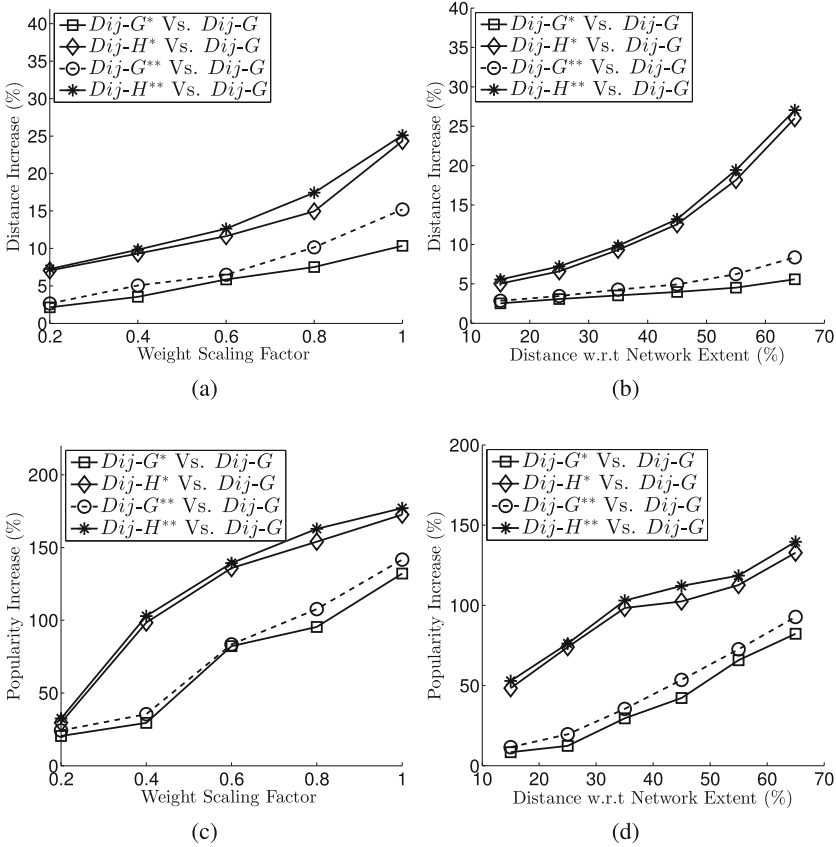 Dij-G* Vs. Dij-G
Dij-H* Vs. Dij-G
Dij-G** Vs. Dij-G
Dij-H** Vs. Dij-G
Distance Increase (%)
40
35
30
25
20
15
10
5
0
0.2 0.4 0.6 0.8 1
Weight Scaling Factor
(a)
Dij-G* Vs. Dij-G
Dij-H* Vs. Dij-G
Dij-G** Vs. Dij-G
Dij-H** Vs. Dij-G
Distance Increase (%)
40
35
30
25
20
15
10
5
0
10 20 30 40 50 60 70
Distance w.r.t Network Extent (%)
(b)
Dij-G* Vs. Dij-G
Dij-H* Vs. Dij-G
Dij-G** Vs. Dij-G
Dij-H** Vs. Dij-G
Popularity Increase (%)
200
150
100
50
0
0.2 0.4 0.6 0.8 1
Weight Scaling Factor
(c)
Dij-G* Vs. Dij-G
Dij-H* Vs. Dij-G
Dij-G** Vs. Dij-G
Dij-H** Vs. Dij-G
Popularity Increase (%)
200
150
100
50
0
10 20 30 40 50 60 70
Distance w.r.t Network Extent (%)
(d)